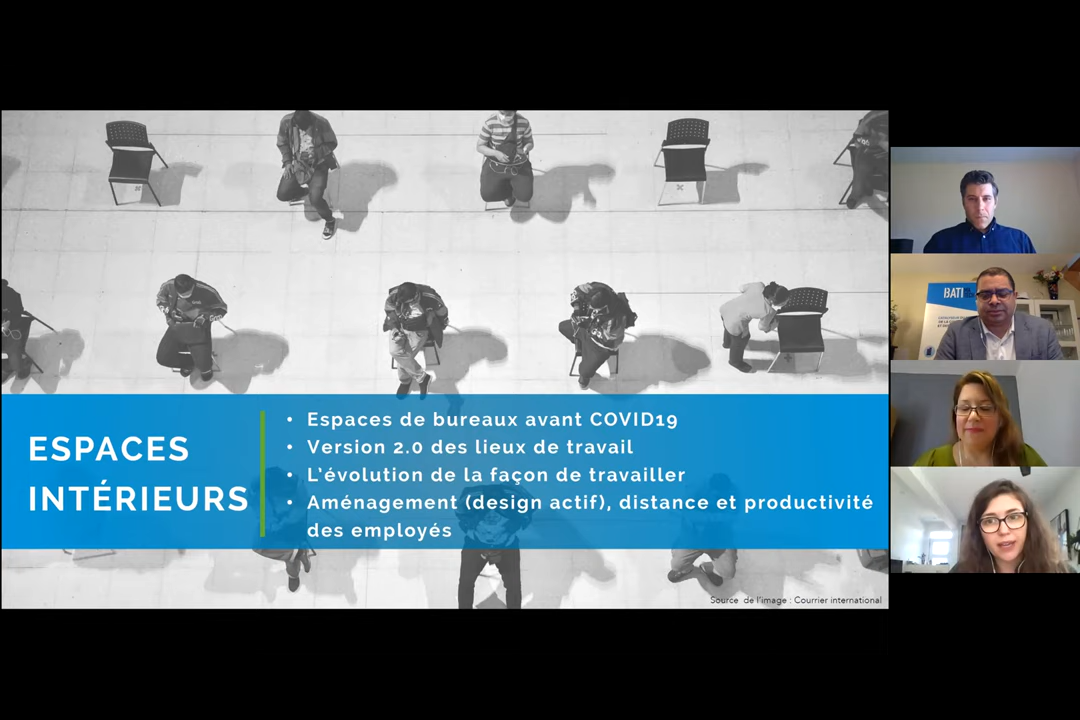 ESPACES
INTÉRIEURS
• Espaces de bureaux avant COVID19
• Version 2.0 des lieux de travail
• L'évolution de la façon de travailler
• Aménagement (design actif), distance et productivité
des employés
Source de l'image : Courrier international
BATI